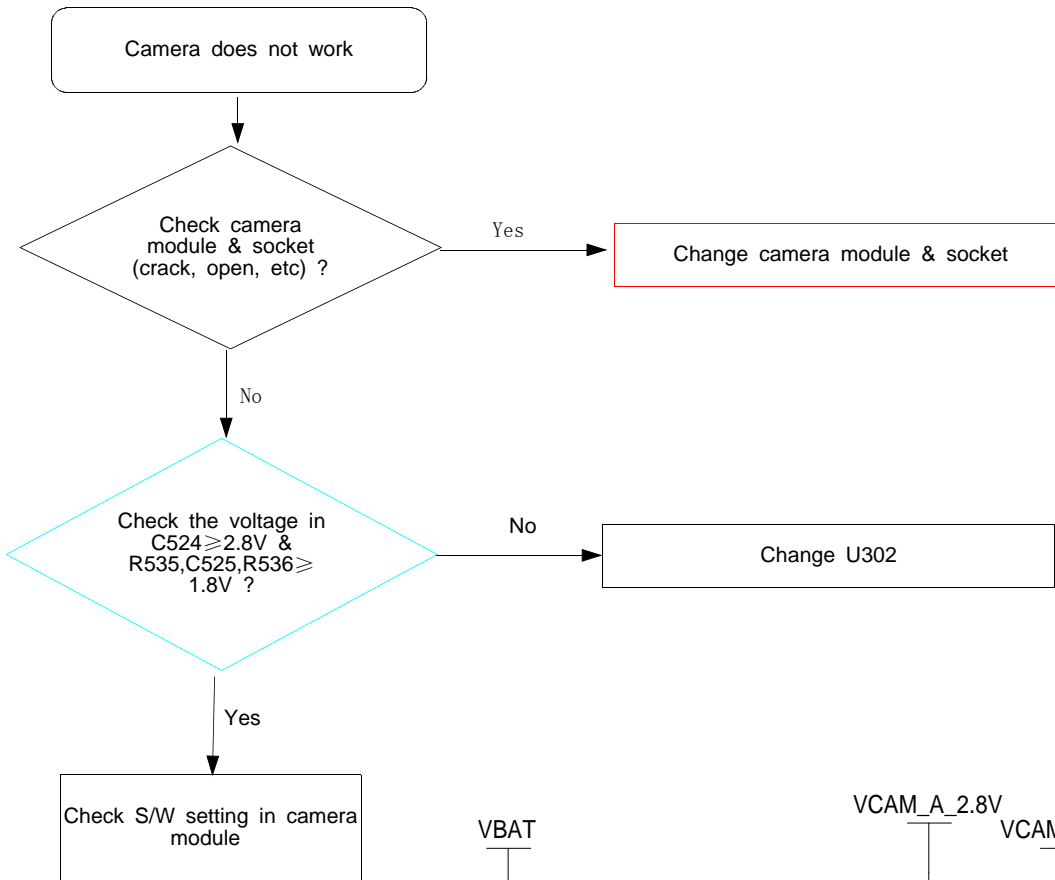 Camera does not work
Check camera
module & socket
(crack, open, etc) ?
Yes
Change camera module & socket
No
Check the voltage in
C524≥2.8V &
R535,C525,R536≥
1.8V ?
No
Change U302
Yes
Check S/W setting in camera
module
VBAT
VCAM_A_2.8V
VCAM